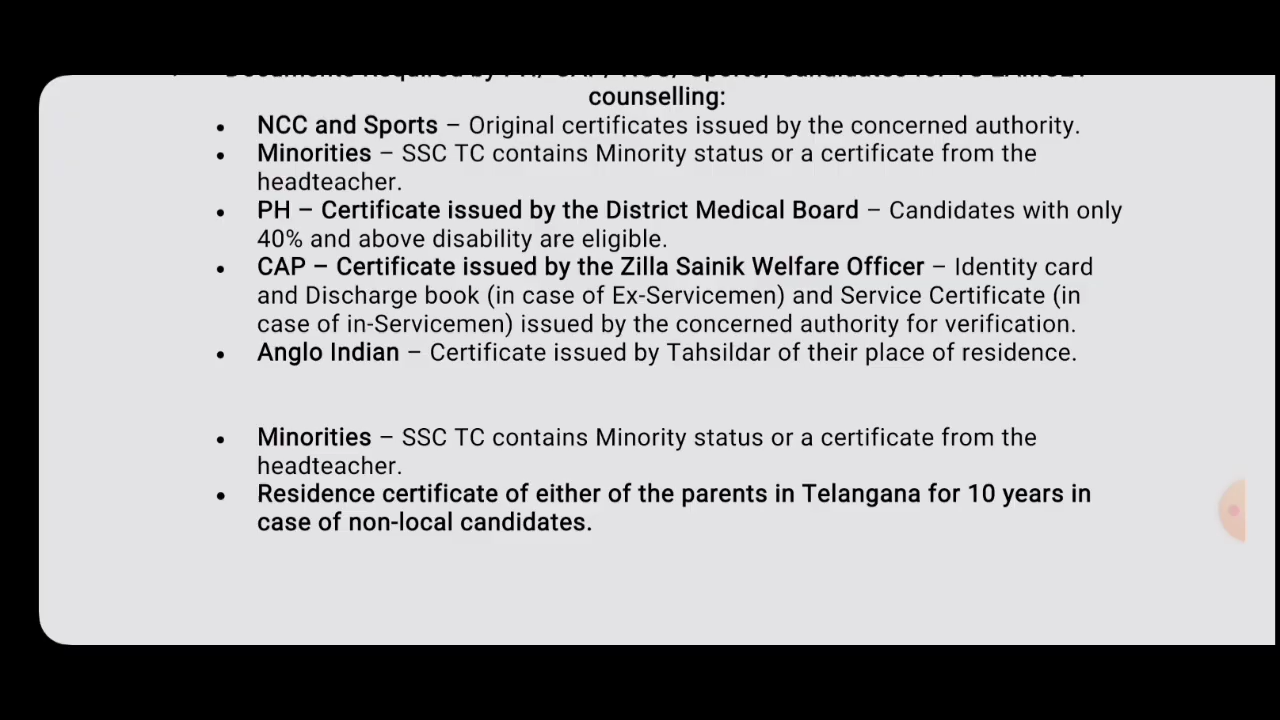 counselling:
• NCC and Sports – Original certificates issued by the concerned authority.
• Minorities – SSC TC contains Minority status or a certificate from the
headteacher.
• PH – Certificate issued by the District Medical Board – Candidates with only
40% and above disability are eligible.
• CAP – Certificate issued by the Zilla Sainik Welfare Officer – Identity card
and Discharge book (in case of Ex-Servicemen) and Service Certificate (in
case of in-Servicemen) issued by the concerned authority for verification.
• Anglo Indian – Certificate issued by Tahsildar of their place of residence.
• Minorities – SSC TC contains Minority status or a certificate from the
headteacher.
• Residence certificate of either of the parents in Telangana for 10 years in
case of non-local candidates.